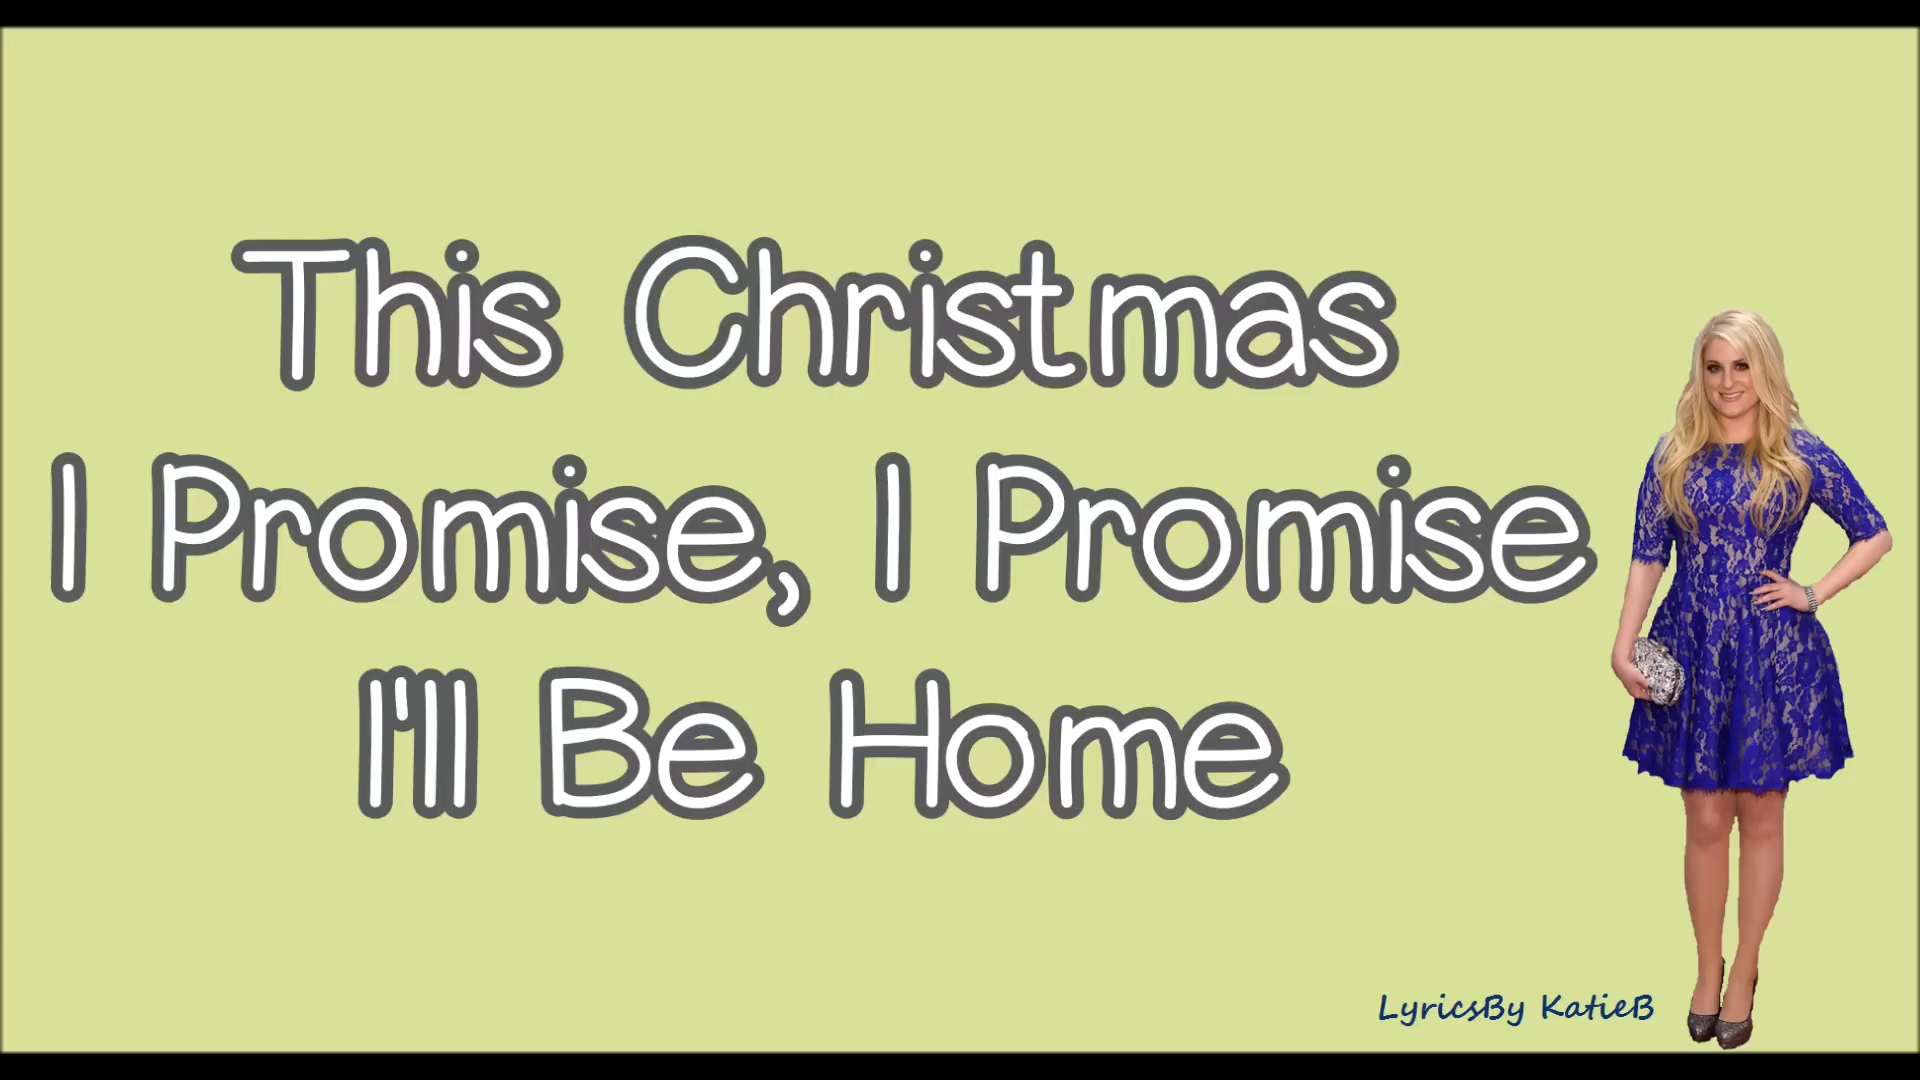 This Christmas
I Promise, I Promise
I'll Be Home
LyricsBy KatieB